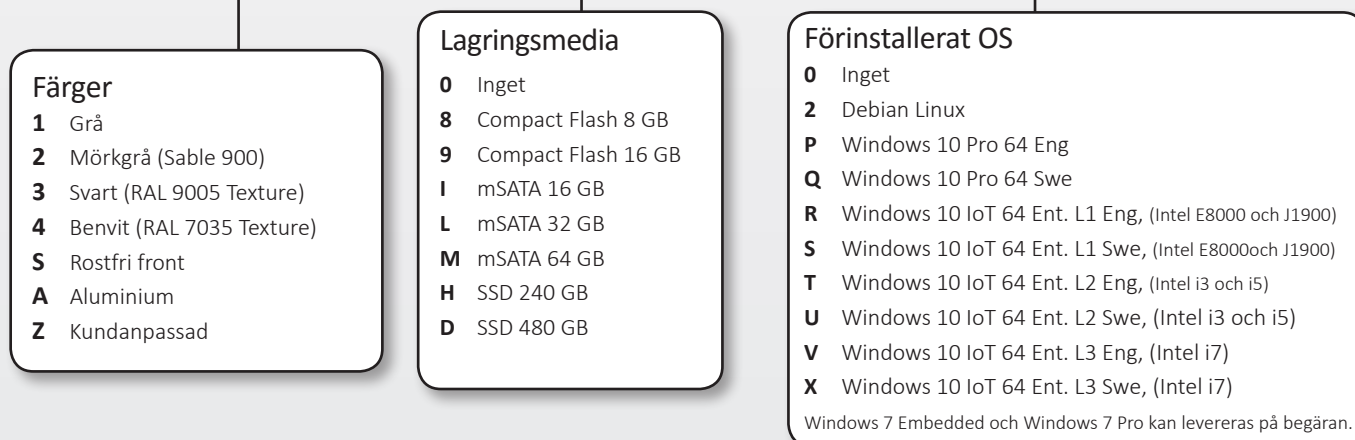 Färger
1 Grå
2 Mörkgrå (Sable 900)
3 Svart (RAL 9005 Texture)
4 Benvit (RAL 7035 Texture)
S Rostfri front
A Aluminium
Z Kundanpassad
Lagringsmedia
0 Inget
8 Compact Flash 8 GB
9 Compact Flash 16 GB
I mSATA 16 GB
L mSATA 32 GB
M mSATA 64 GB
H SSD 240 GB
D SSD 480 GB
Förinstallerat OS
0 Inget
2 Debian Linux
P Windows 10 Pro 64 Eng
Q Windows 10 Pro 64 Swe
R Windows 10 IoT 64 Ent. L1 Eng, (Intel E8000 och J1900)
S Windows 10 IoT 64 Ent. L1 Swe, (Intel E8000och J1900)
T Windows 10 IoT 64 Ent. L2 Eng, (Intel i3 och i5)
U Windows 10 IoT 64 Ent. L2 Swe, (Intel i3 och i5)
V Windows 10 IoT 64 Ent. L3 Eng, (Intel i7)
X Windows 10 IoT 64 Ent. L3 Swe, (Intel i7)
Windows 7 Embedded och Windows 7 Pro kan levereras på begäran.